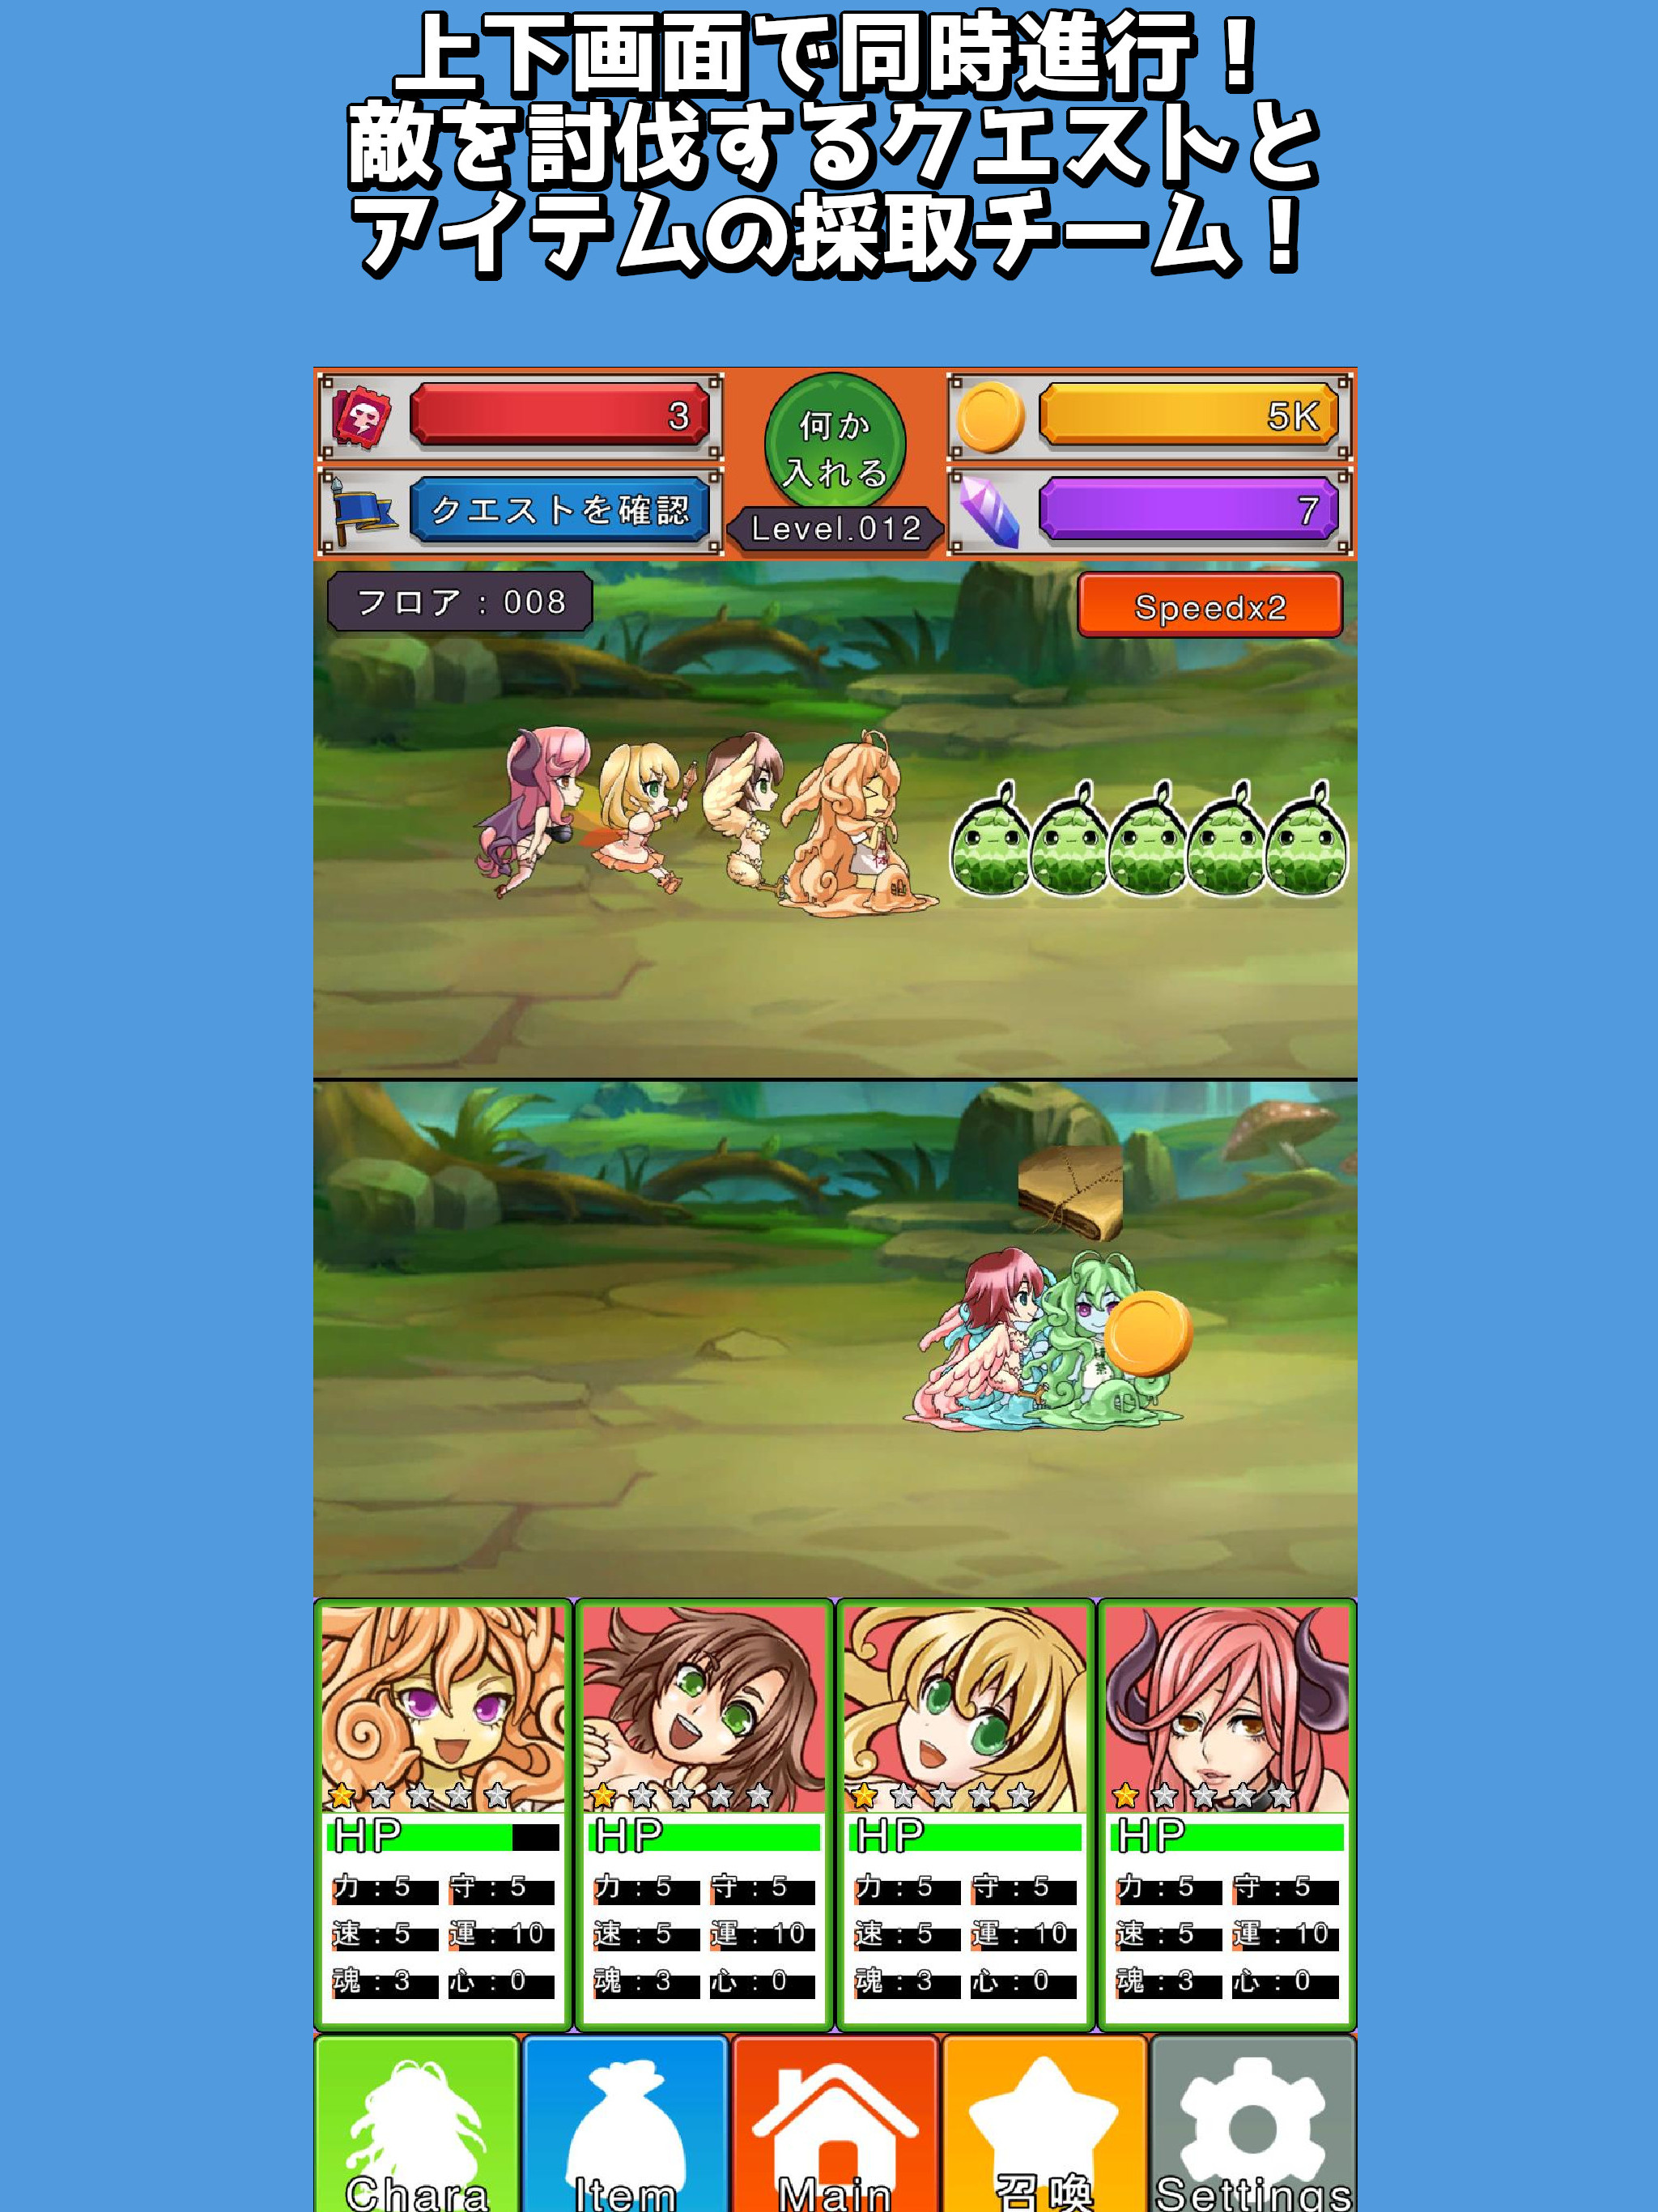 上下画面で同時進行！
敵を討伐するクエストと
アイテムの採取チーム！
3
何か
入れる
5K
クエストを確認
Level.012
7
フロア：008
Speedx2
HP
HP
HP
HP
力：5 守：5
力：5 守：5
力：5 守：5
力：5 守：5
速：5 運：10
速：5 運：10
速：5 運：10
速：5 運：10
魂：3 心：0
魂：3 心：0
魂：3 心：0
魂：3 心：0
Chara
Item
Main
召喚
Settings